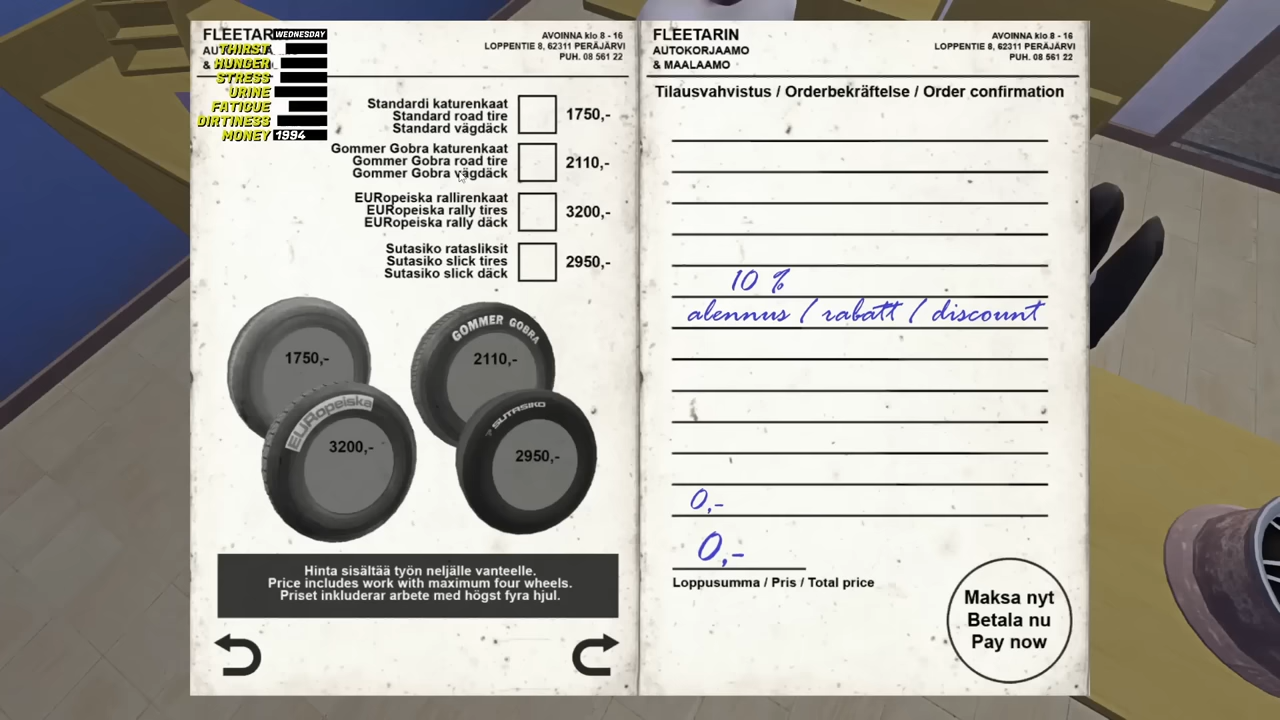 FLEETAR
WEDNESDAY
AVOINNA klo 8 - 16
LOPPENTIE 8, 62311 PERÄJÄRVI
PUH. 08 561 22
THIRST
HUNGER
STRESS
URINE
FATIGUE
DIRTINESS
MONEY 1994
Standardi katurenkaat
Standard road tire
Standard vägdäck
1750,-
Gommer Gobra katurenkaat
Gommer Gobra road tire
Gommer Gobra vägdäck
2110,-
EURopeiska rallirenkaat
EURopeiska rally tires
EURopeiska rally däck
3200,-
Sutasiko ratasliksit
Sutasiko slick tires
Sutasiko slick däck
2950,-
1750,-
GOMMER GOBRA
2110,-
EURopeiska
3200,-
SUTASIKO
2950,-
Hinta sisältää työn neljälle vanteelle.
Price includes work with maximum four wheels.
Priset inkluderar arbete med högst fyra hjul.
FLEETARIN
AUTOKORJAAMO
& MAALAAMO
AVOINNA klo 8 - 16
LOPPENTIE 8, 62311 PERÄJÄRVI
PUH. 08 561 22
Tilausvahvistus / Orderbekräftelse / Order confirmation
10 %
alennus / rabatt / discount
0,-
0,-
Loppusumma / Pris / Total price
Maksa nyt
Betala nu
Pay now